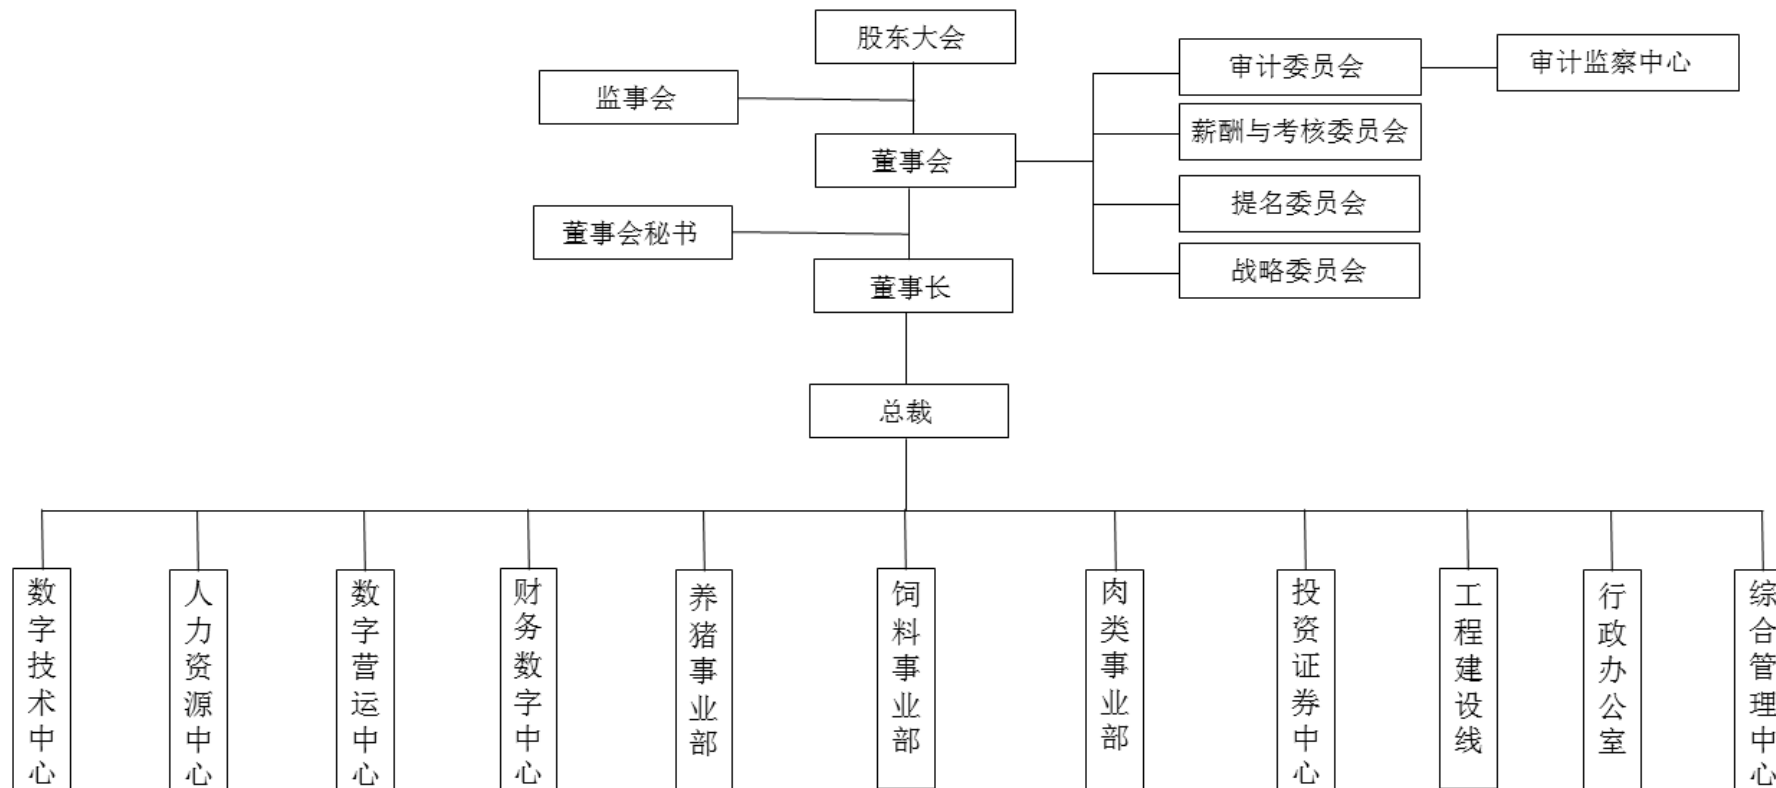 股东大会
监事会
审计委员会
审计监察中心
薪酬与考核委员会
董事会
提名委员会
董事会秘书
战略委员会
董事长
总裁
数字技术中心
人力资源中心
数字营运中心
财务数字中心
养猪事业部
饲料事业部
肉类事业部
投资证券中心
工程建设线
行政办公室
综合管理中心